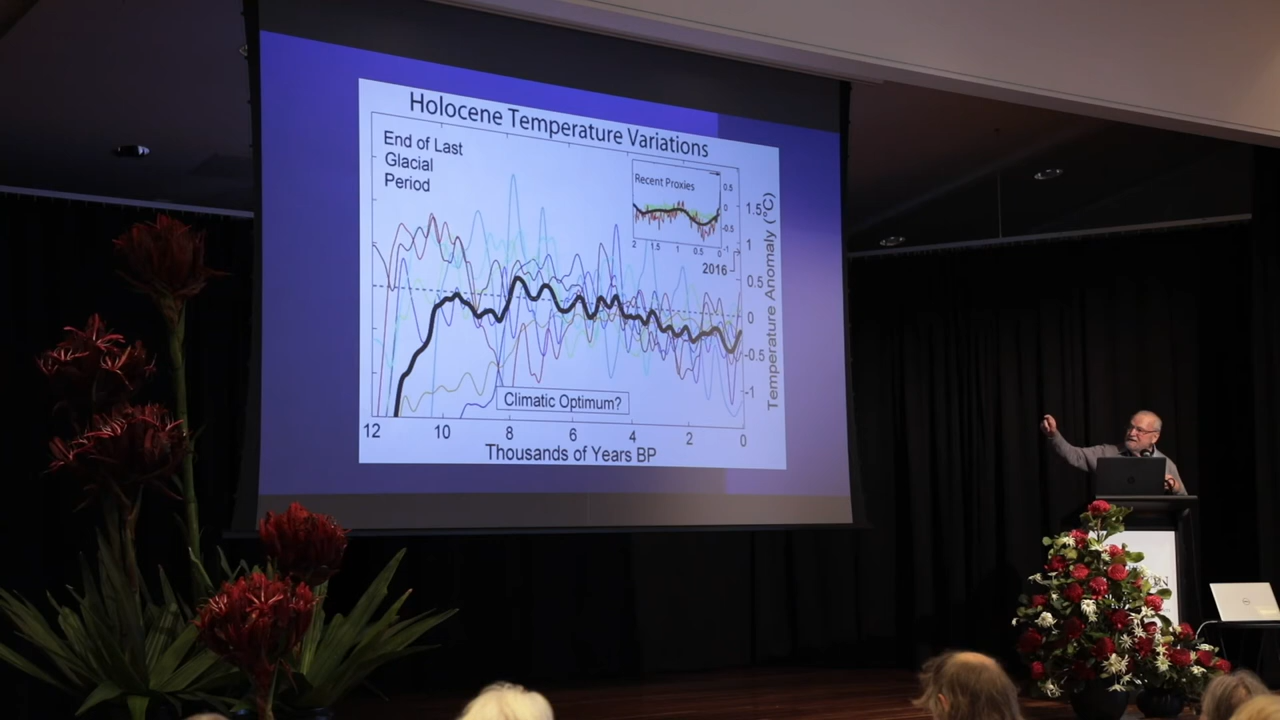 Holocene Temperature Variations
End of Last
Glacial
Period
Recent Proxies
0.5
0
-0.5
-1
2 1.5 1 0.5 0
2016
1.5
1
0.5
0
-0.5
-1
Temperature Anomaly (°C)
Climatic Optimum?
12 10 8 6 4 2 0
Thousands of Years BP